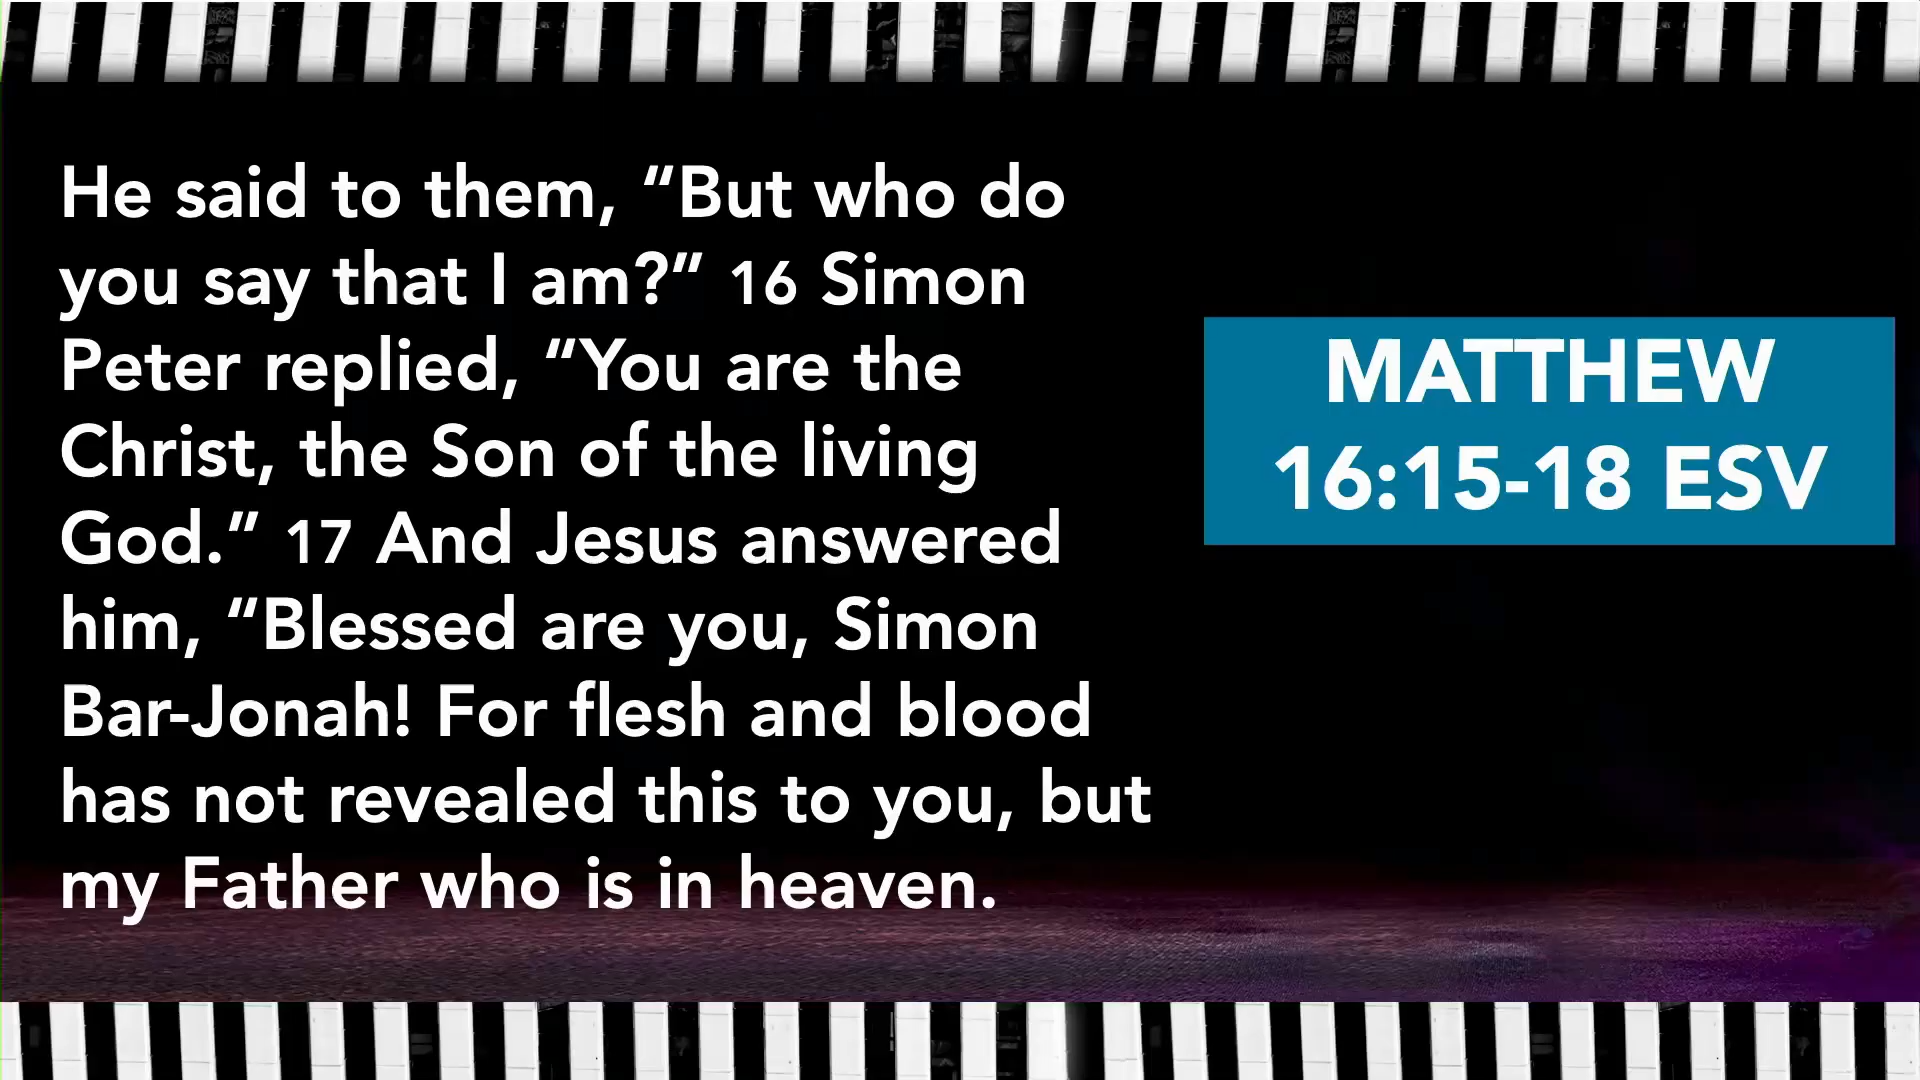 He said to them, “But who do
you say that I am?” 16 Simon
Peter replied, “You are the
Christ, the Son of the living
God.” 17 And Jesus answered
him, “Blessed are you, Simon
Bar-Jonah! For flesh and blood
has not revealed this to you, but
my Father who is in heaven.
MATTHEW
16:15-18 ESV